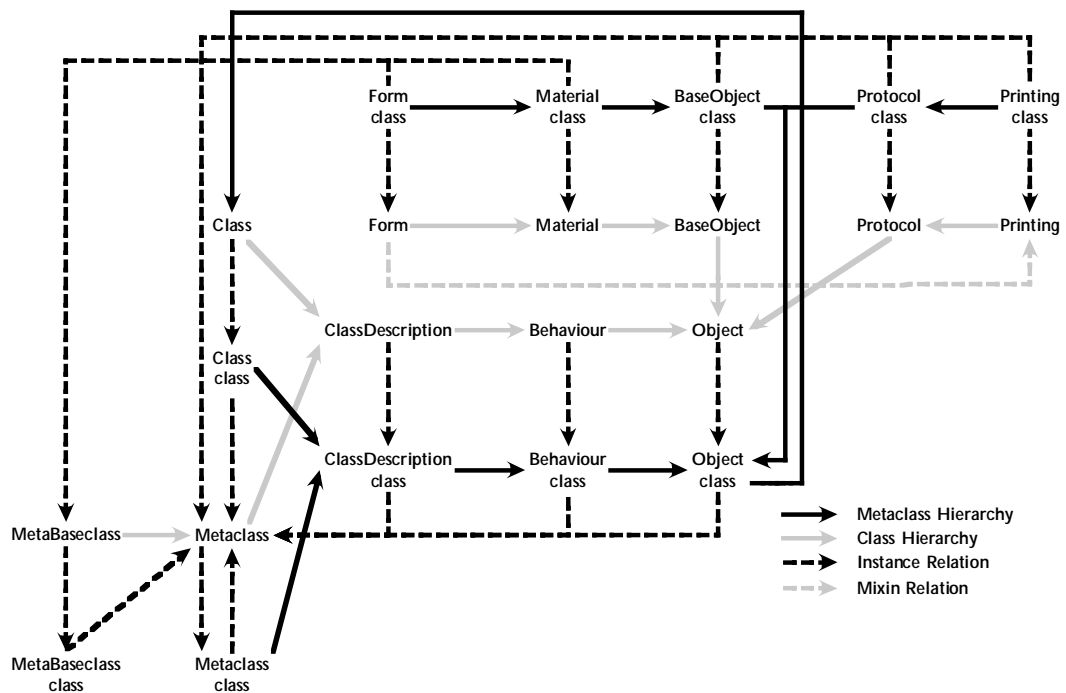 Form
class
Material
class
BaseObject
class
Protocol
class
Printing
class
Class
Form
Material
BaseObject
Protocol
Printing
ClassDescription
Behaviour
Object
Class
class
ClassDescription
class
Behaviour
class
Object
class
MetaBaseclass
Metaclass
Metaclass Hierarchy
Class Hierarchy
Instance Relation
Mixin Relation
MetaBaseclass
class
Metaclass
class